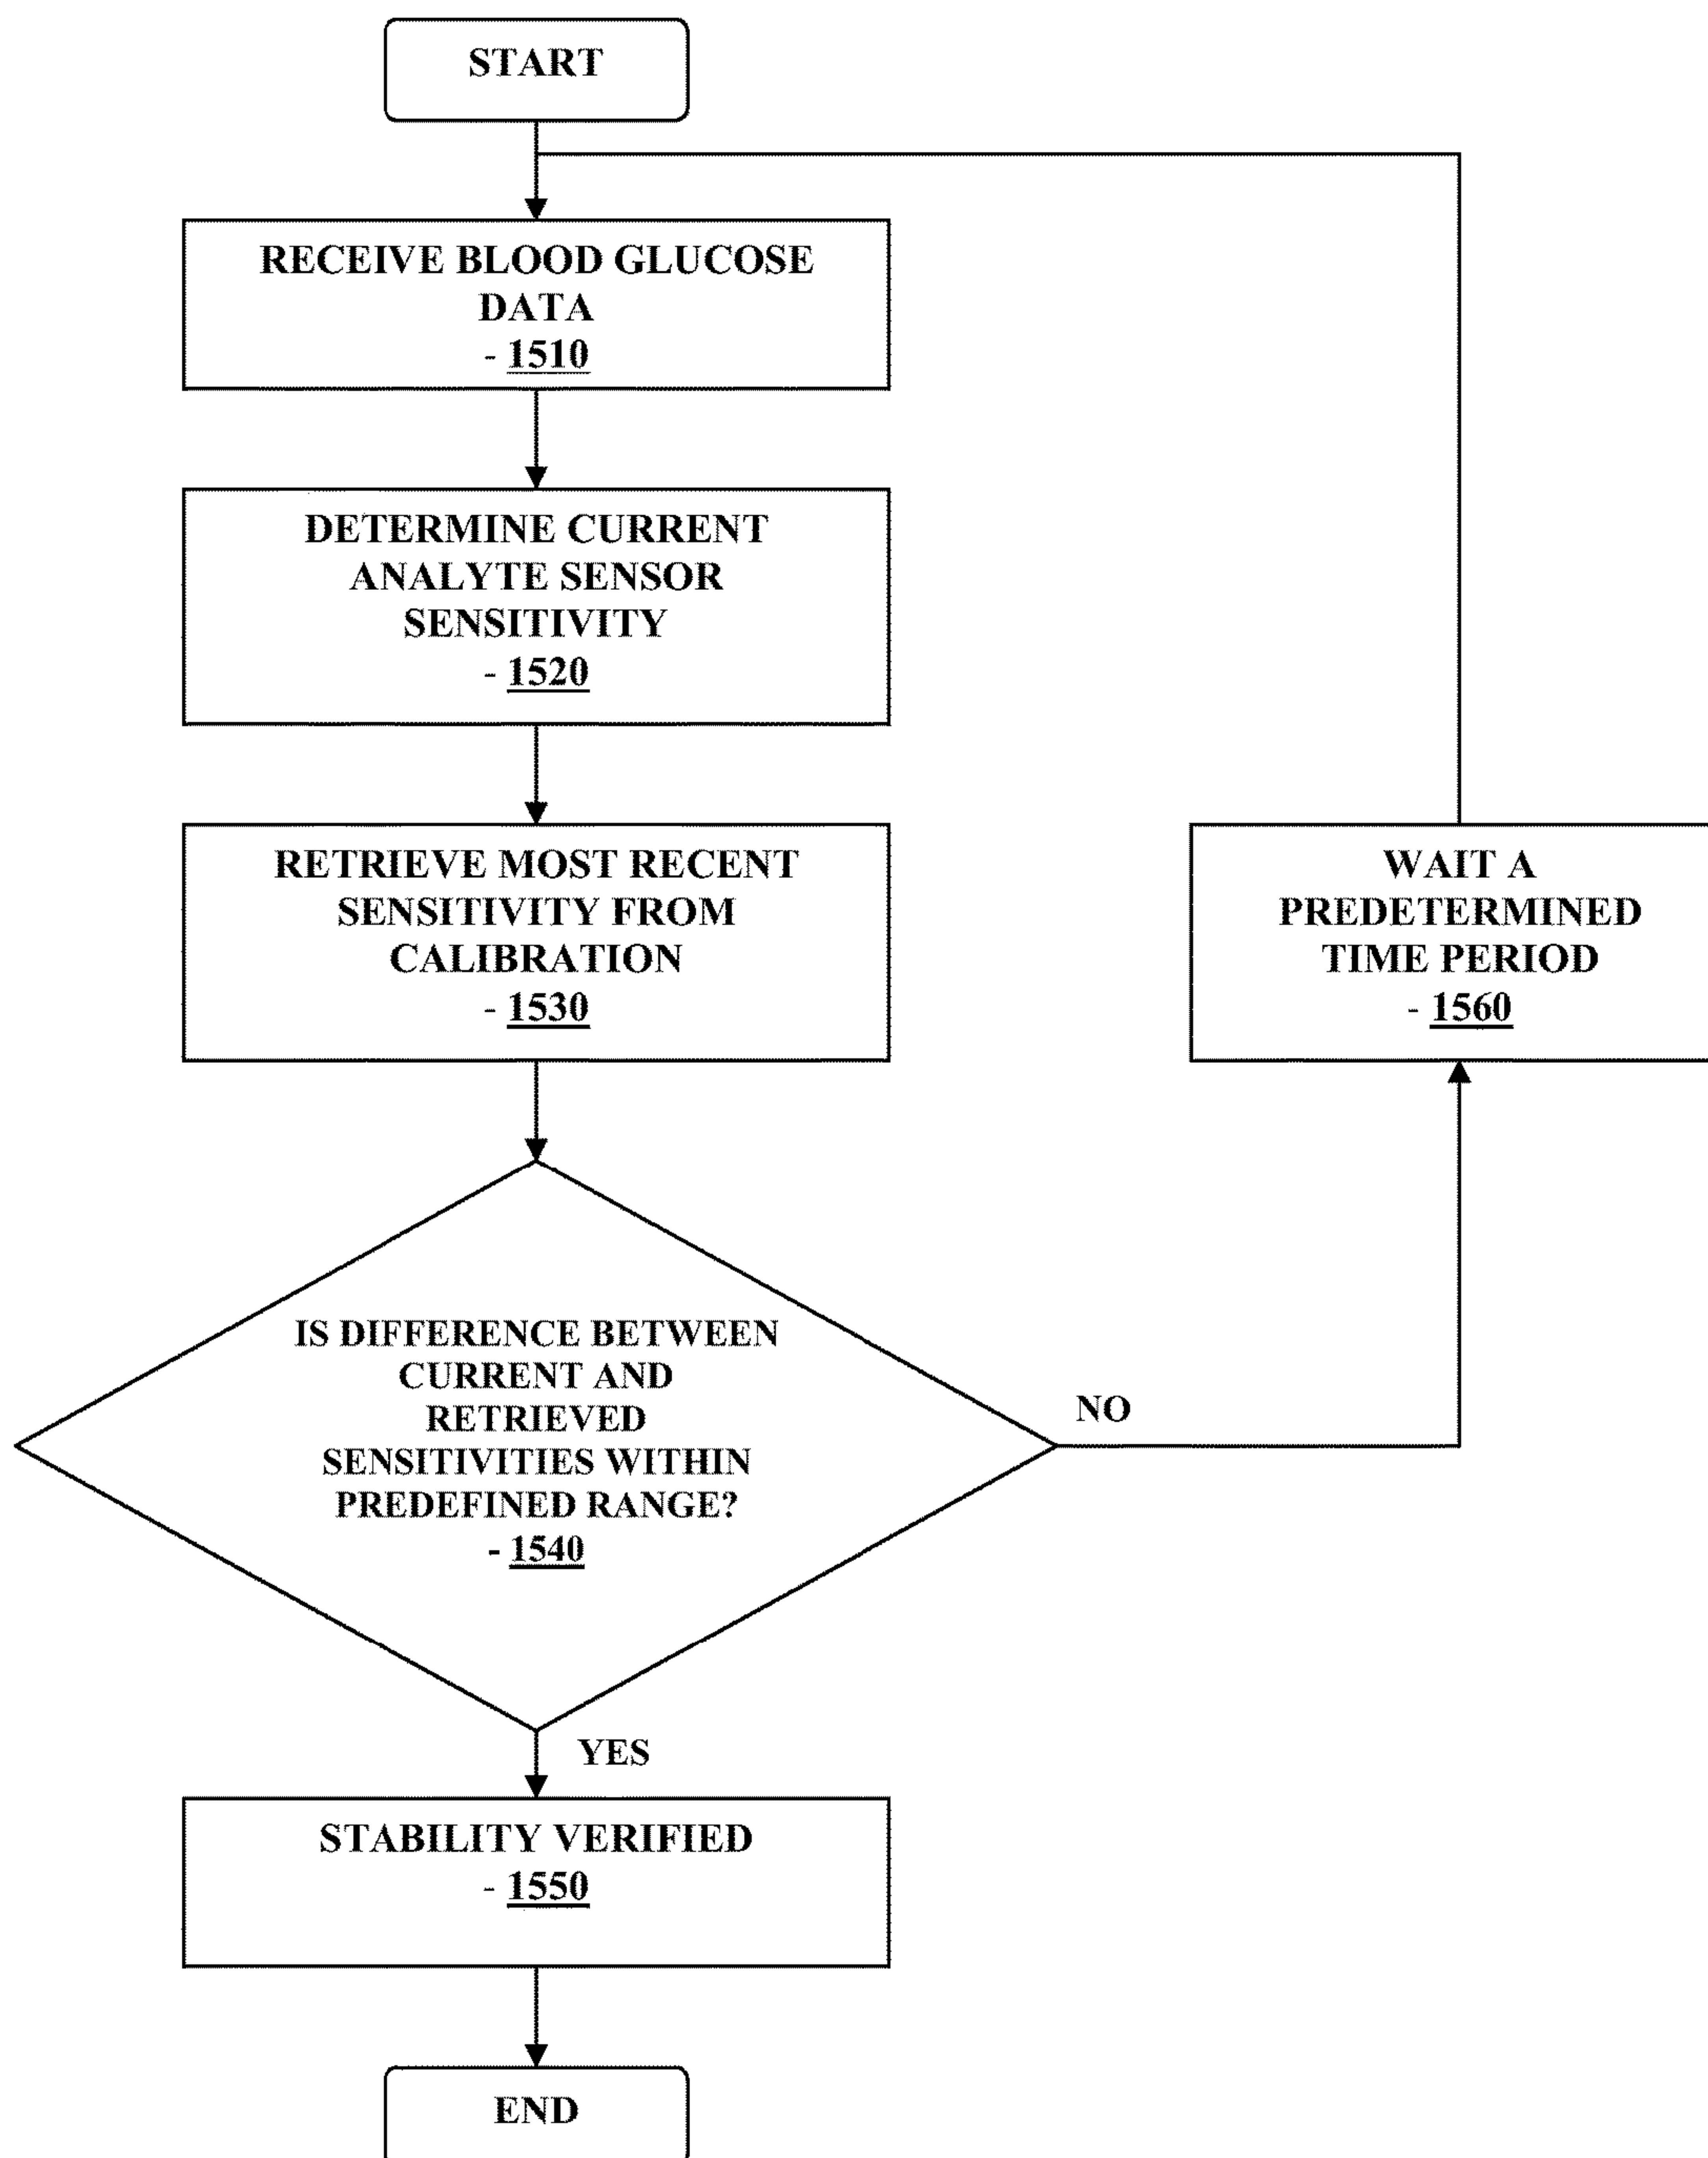 START
RECEIVE BLOOD GLUCOSE
DATA
- 1510
DETERMINE CURRENT
ANALYTE SENSOR
SENSITIVITY
- 1520
RETRIEVE MOST RECENT
SENSITIVITY FROM
CALIBRATION
- 1530
WAIT A
PREDETERMINED
TIME PERIOD
- 1560
IS DIFFERENCE BETWEEN
CURRENT AND
RETRIEVED
SENSITIVITIES WITHIN
PREDEFINED RANGE?
- 1540
NO
YES
STABILITY VERIFIED
- 1550
END